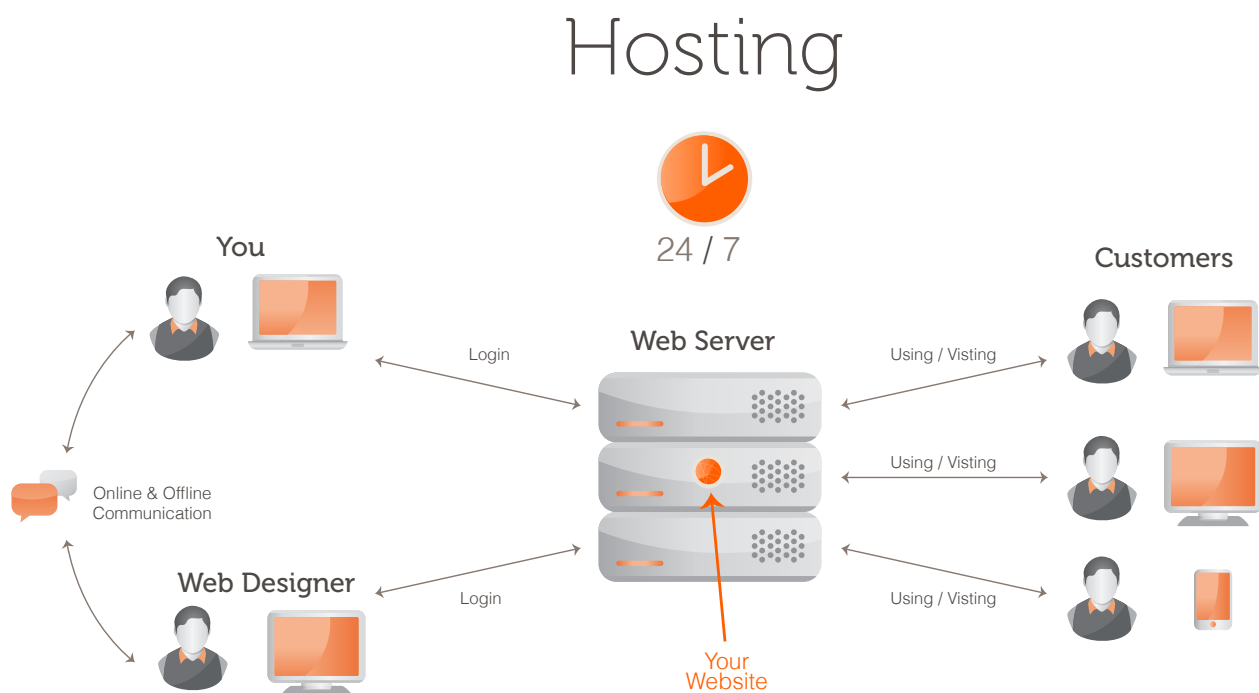 Hosting
24 / 7
You
Customers
Web Server
Login
Using / Visting
Using / Visting
Online & Offline
Communication
Web Designer
Login
Using / Visting
Your
Website